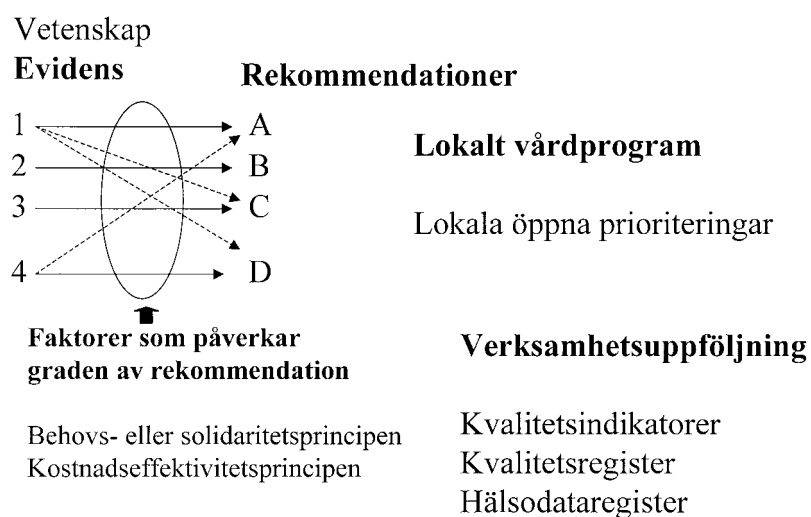 Vetenskap
Evidens
Rekommendationer
1
A
2
B
3
C
4
D
Faktorer som påverkar
graden av rekommendation
Behovs- eller solidaritetsprincipen
Kostnadseffektivitetsprincipen
Lokalt vårdprogram
Lokala öppna prioriteringar
Verksamhetsuppföljning
Kvalitetsindikatorer
Kvalitetsregister
Hälsodataregister